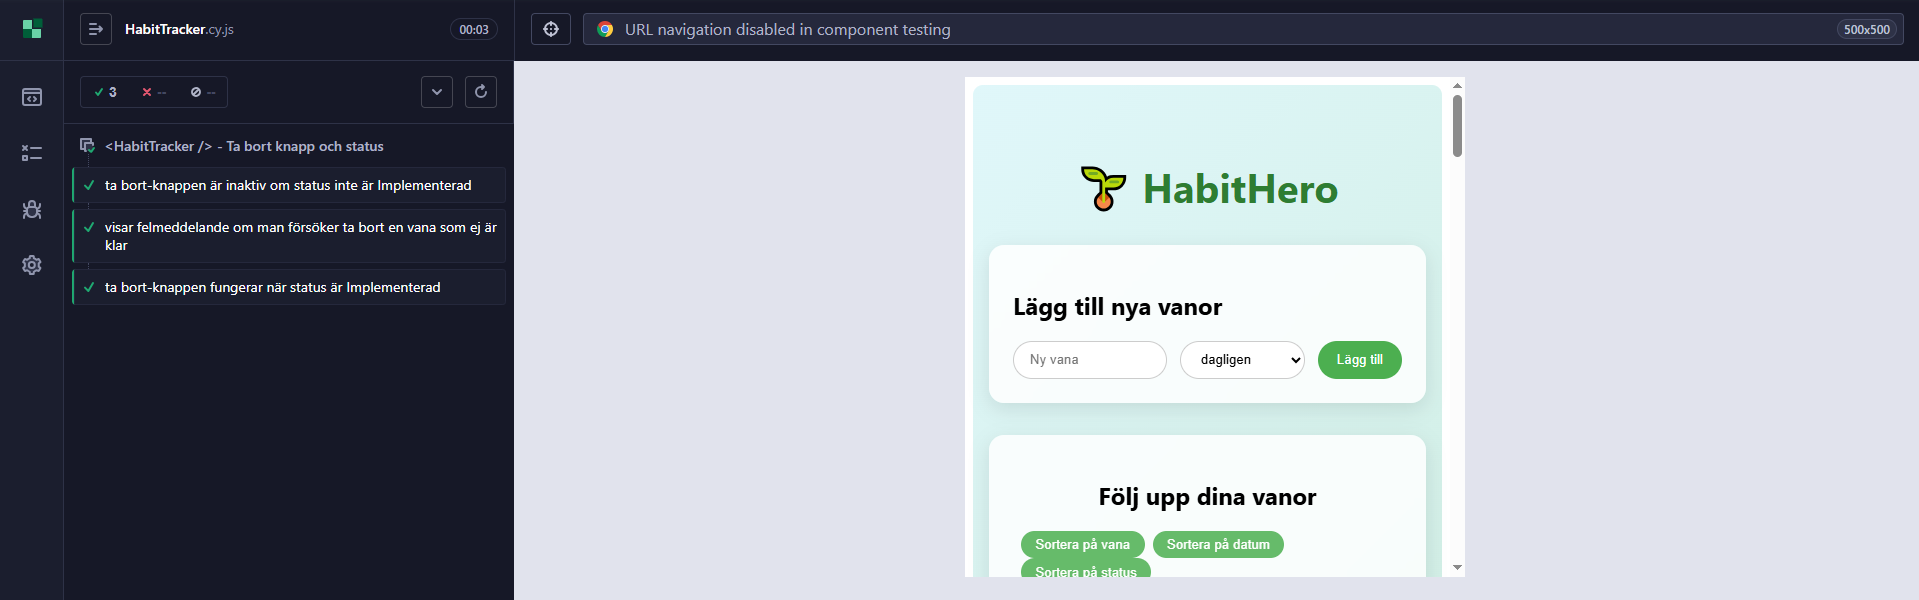 HabitTracker.cy.js
00:03
URL navigation disabled in component testing
500x500
3
--
--
<HabitTracker /> - Ta bort knapp och status
ta bort-knappen är inaktiv om status inte är Implementerad
visar felmeddelande om man försöker ta bort en vana som ej är
klar
ta bort-knappen fungerar när status är Implementerad
HabitHero
Lägg till nya vanor
Ny vana
dagligen
Lägg till
Följ upp dina vanor
Sortera på vana
Sortera på datum
Sortera på status